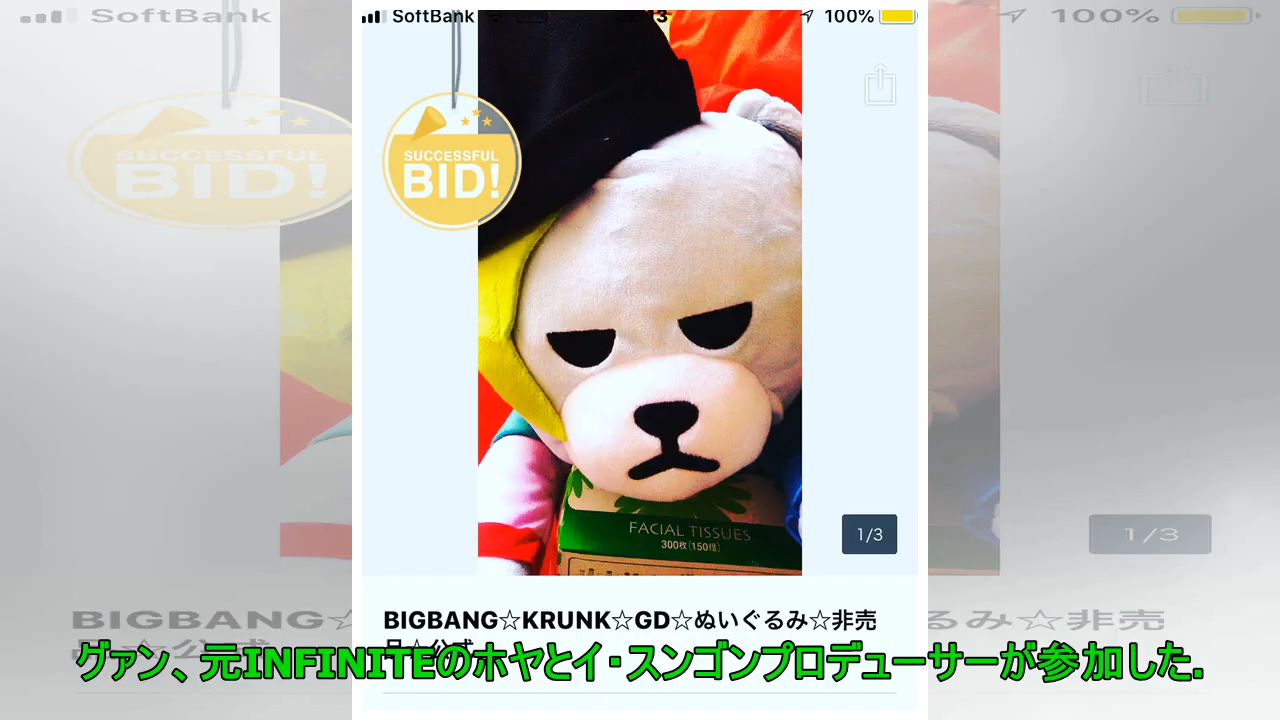 SoftBank
100%
SUCCESSFUL
BID!
FACIAL TISSUES
300枚(150組)
1/3
BIGBANG☆KRUNK☆GD☆ぬいぐるみ☆非売
品☆公式
グァン、元INFINITEのホヤとイ・スンゴンプロデューサーが参加した.